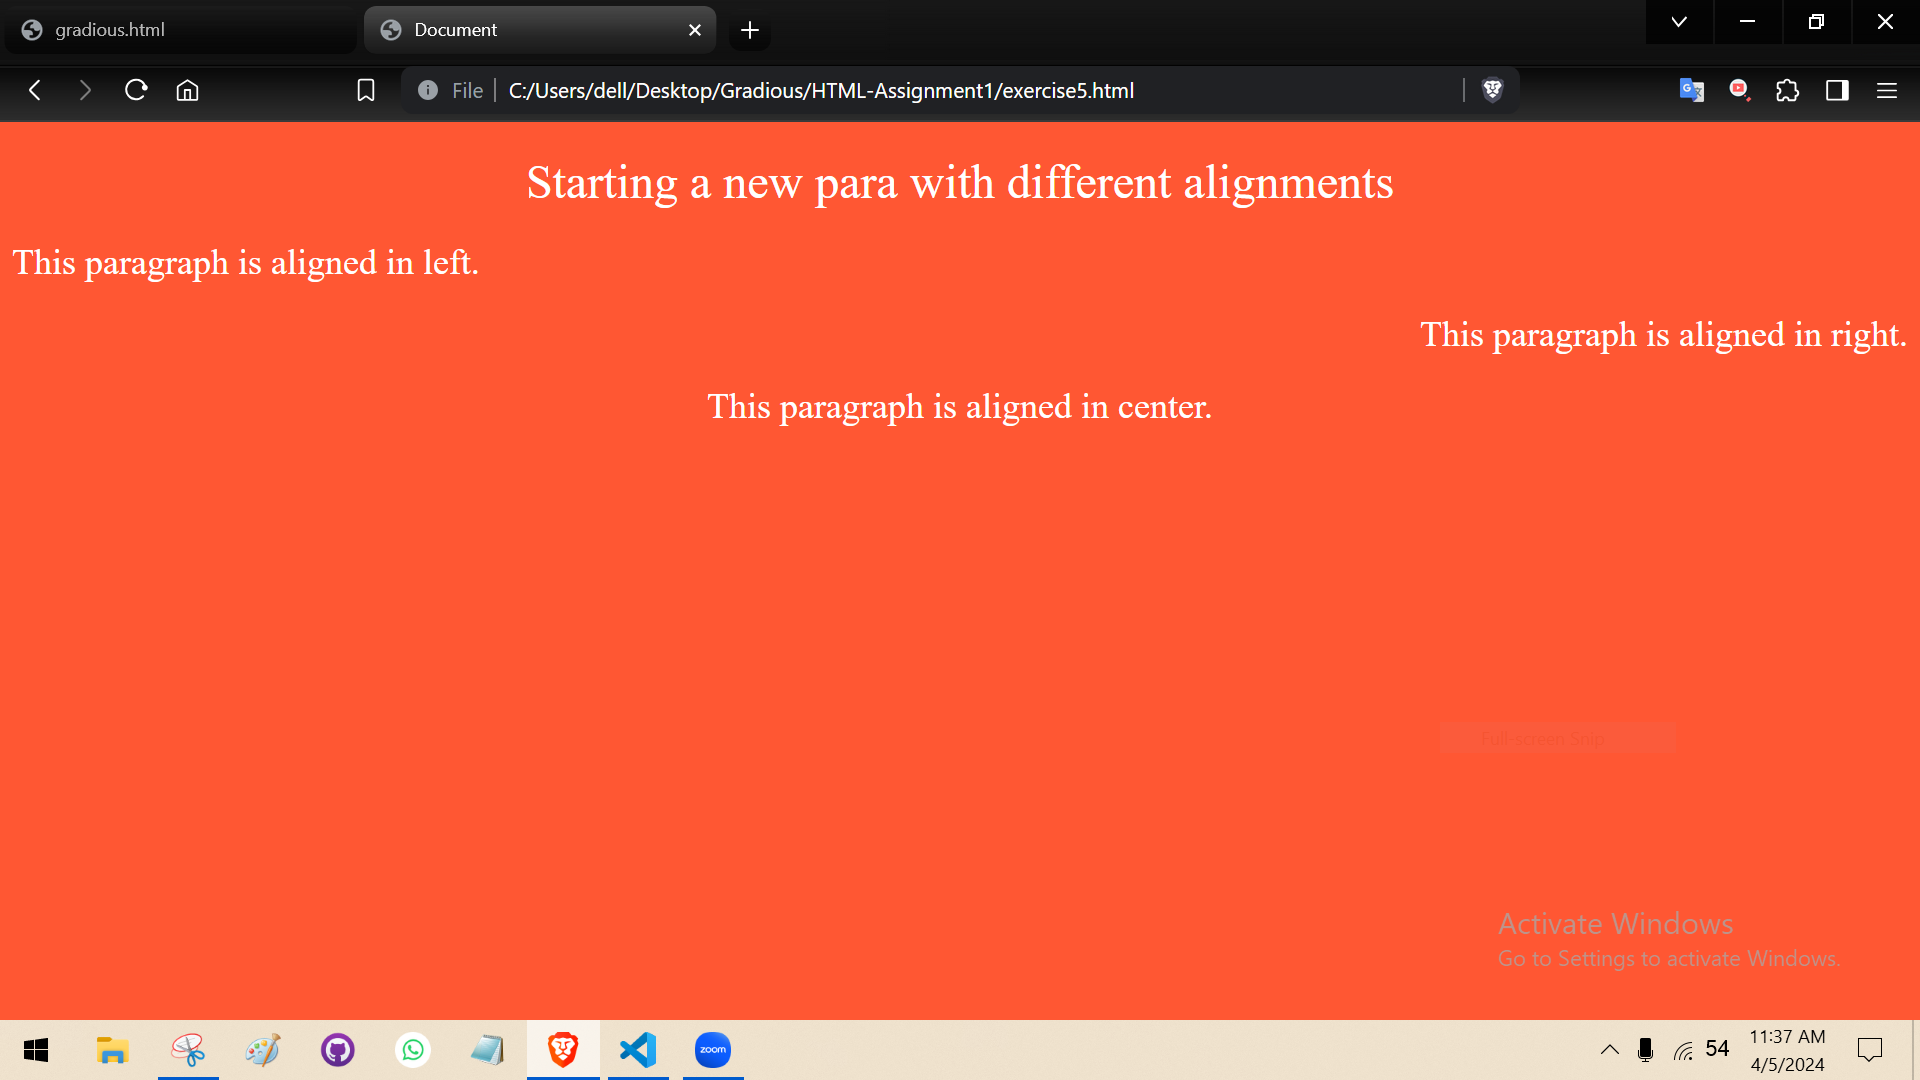 gradious.html
Document
File
C:/Users/dell/Desktop/Gradious/HTML-Assignment1/exercise5.html
Starting a new para with different alignments
This paragraph is aligned in left.
This paragraph is aligned in right.
This paragraph is aligned in center.
Full-screen Snip
Activate Windows
Go to Settings to activate Windows.
zoom
54
11:37 AM
4/5/2024